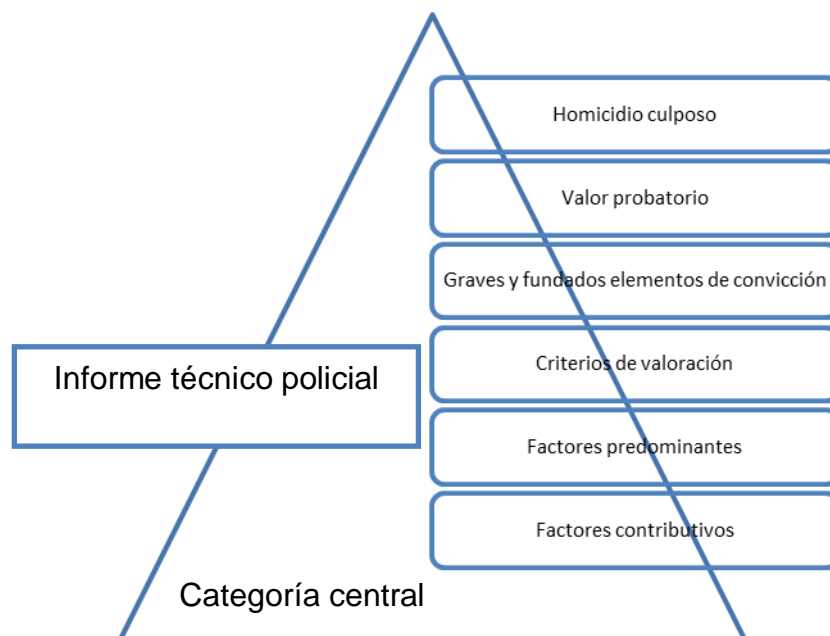 Homicidio culposo
Valor probatorio
Graves y fundados elementos de convicción
Informe técnico policial
Criterios de valoración
Factores predominantes
Factores contributivos
Categoría central